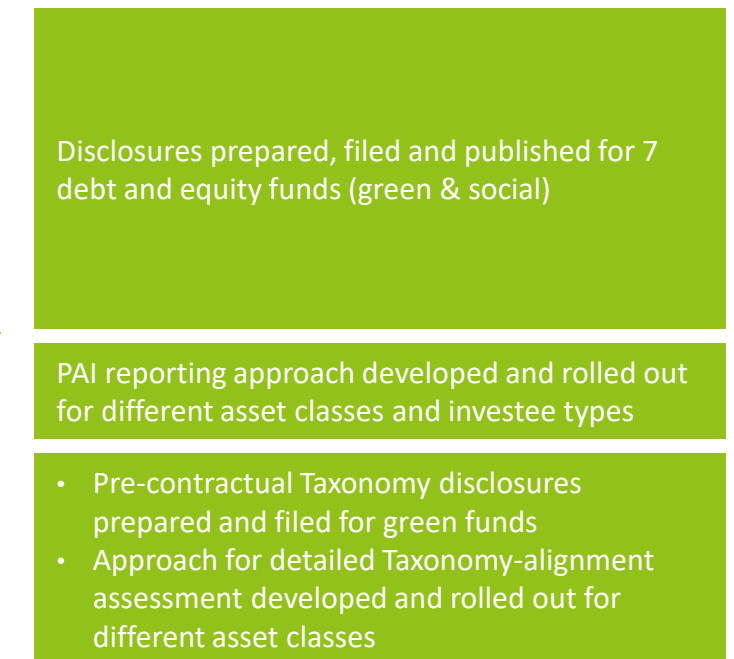 Disclosures prepared, filed and published for 7
debt and equity funds (green & social)
PAI reporting approach developed and rolled out
for different asset classes and investee types
• Pre-contractual Taxonomy disclosures
prepared and filed for green funds
• Approach for detailed Taxonomy-alignment
assessment developed and rolled out for
different asset classes